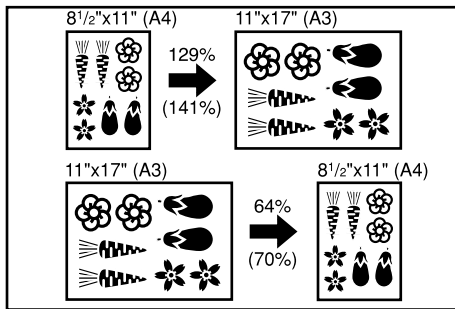 8½"x11" (A4) 11"x17" (A3)
129%
(141%)
11"x17" (A3) 8½"x11" (A4)
64%
(70%)